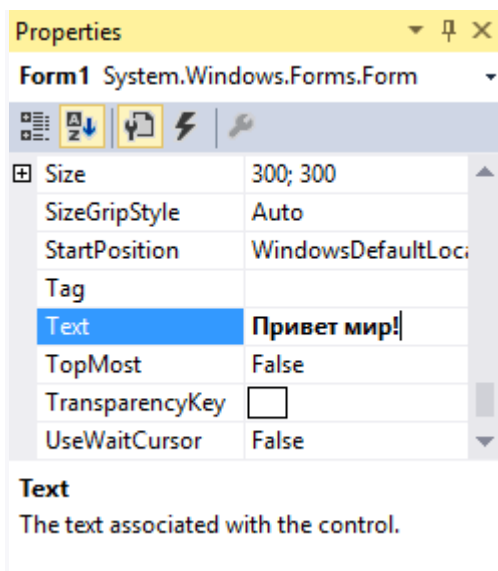 Properties
Form1 System.Windows.Forms.Form
Size 300; 300
SizeGripStyle Auto
StartPosition WindowsDefaultLoca
Tag
Text Привет мир!
TopMost False
TransparencyKey
UseWaitCursor False
Text
The text associated with the control.